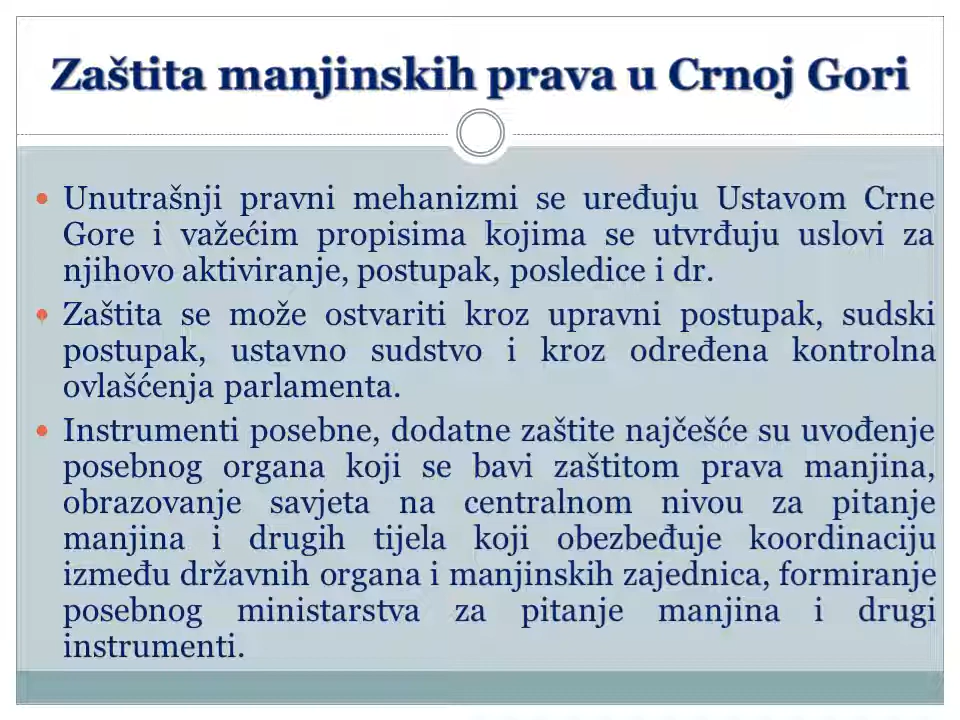 Zaštita manjinskih prava u Crnoj Gori
Unutrašnji pravni mehanizmi se uređuju Ustavom Crne
Gore i važećim propisima kojima se utvrđuju uslovi za
njihovo aktiviranje, postupak, posledice i dr.
Zaštita se može ostvariti kroz upravni postupak, sudski
postupak, ustavno sudstvo i kroz određena kontrolna
ovlašćenja parlamenta.
Instrumenti posebne, dodatne zaštite najčešće su uvođenje
posebnog organa koji se bavi zaštitom prava manjina,
obrazovanje savjeta na centralnom nivou za pitanje
manjina i drugih tijela koji obezbeđuje koordinaciju
između državnih organa i manjinskih zajednica, formiranje
posebnog ministarstva za pitanje manjina i drugi
instrumenti.